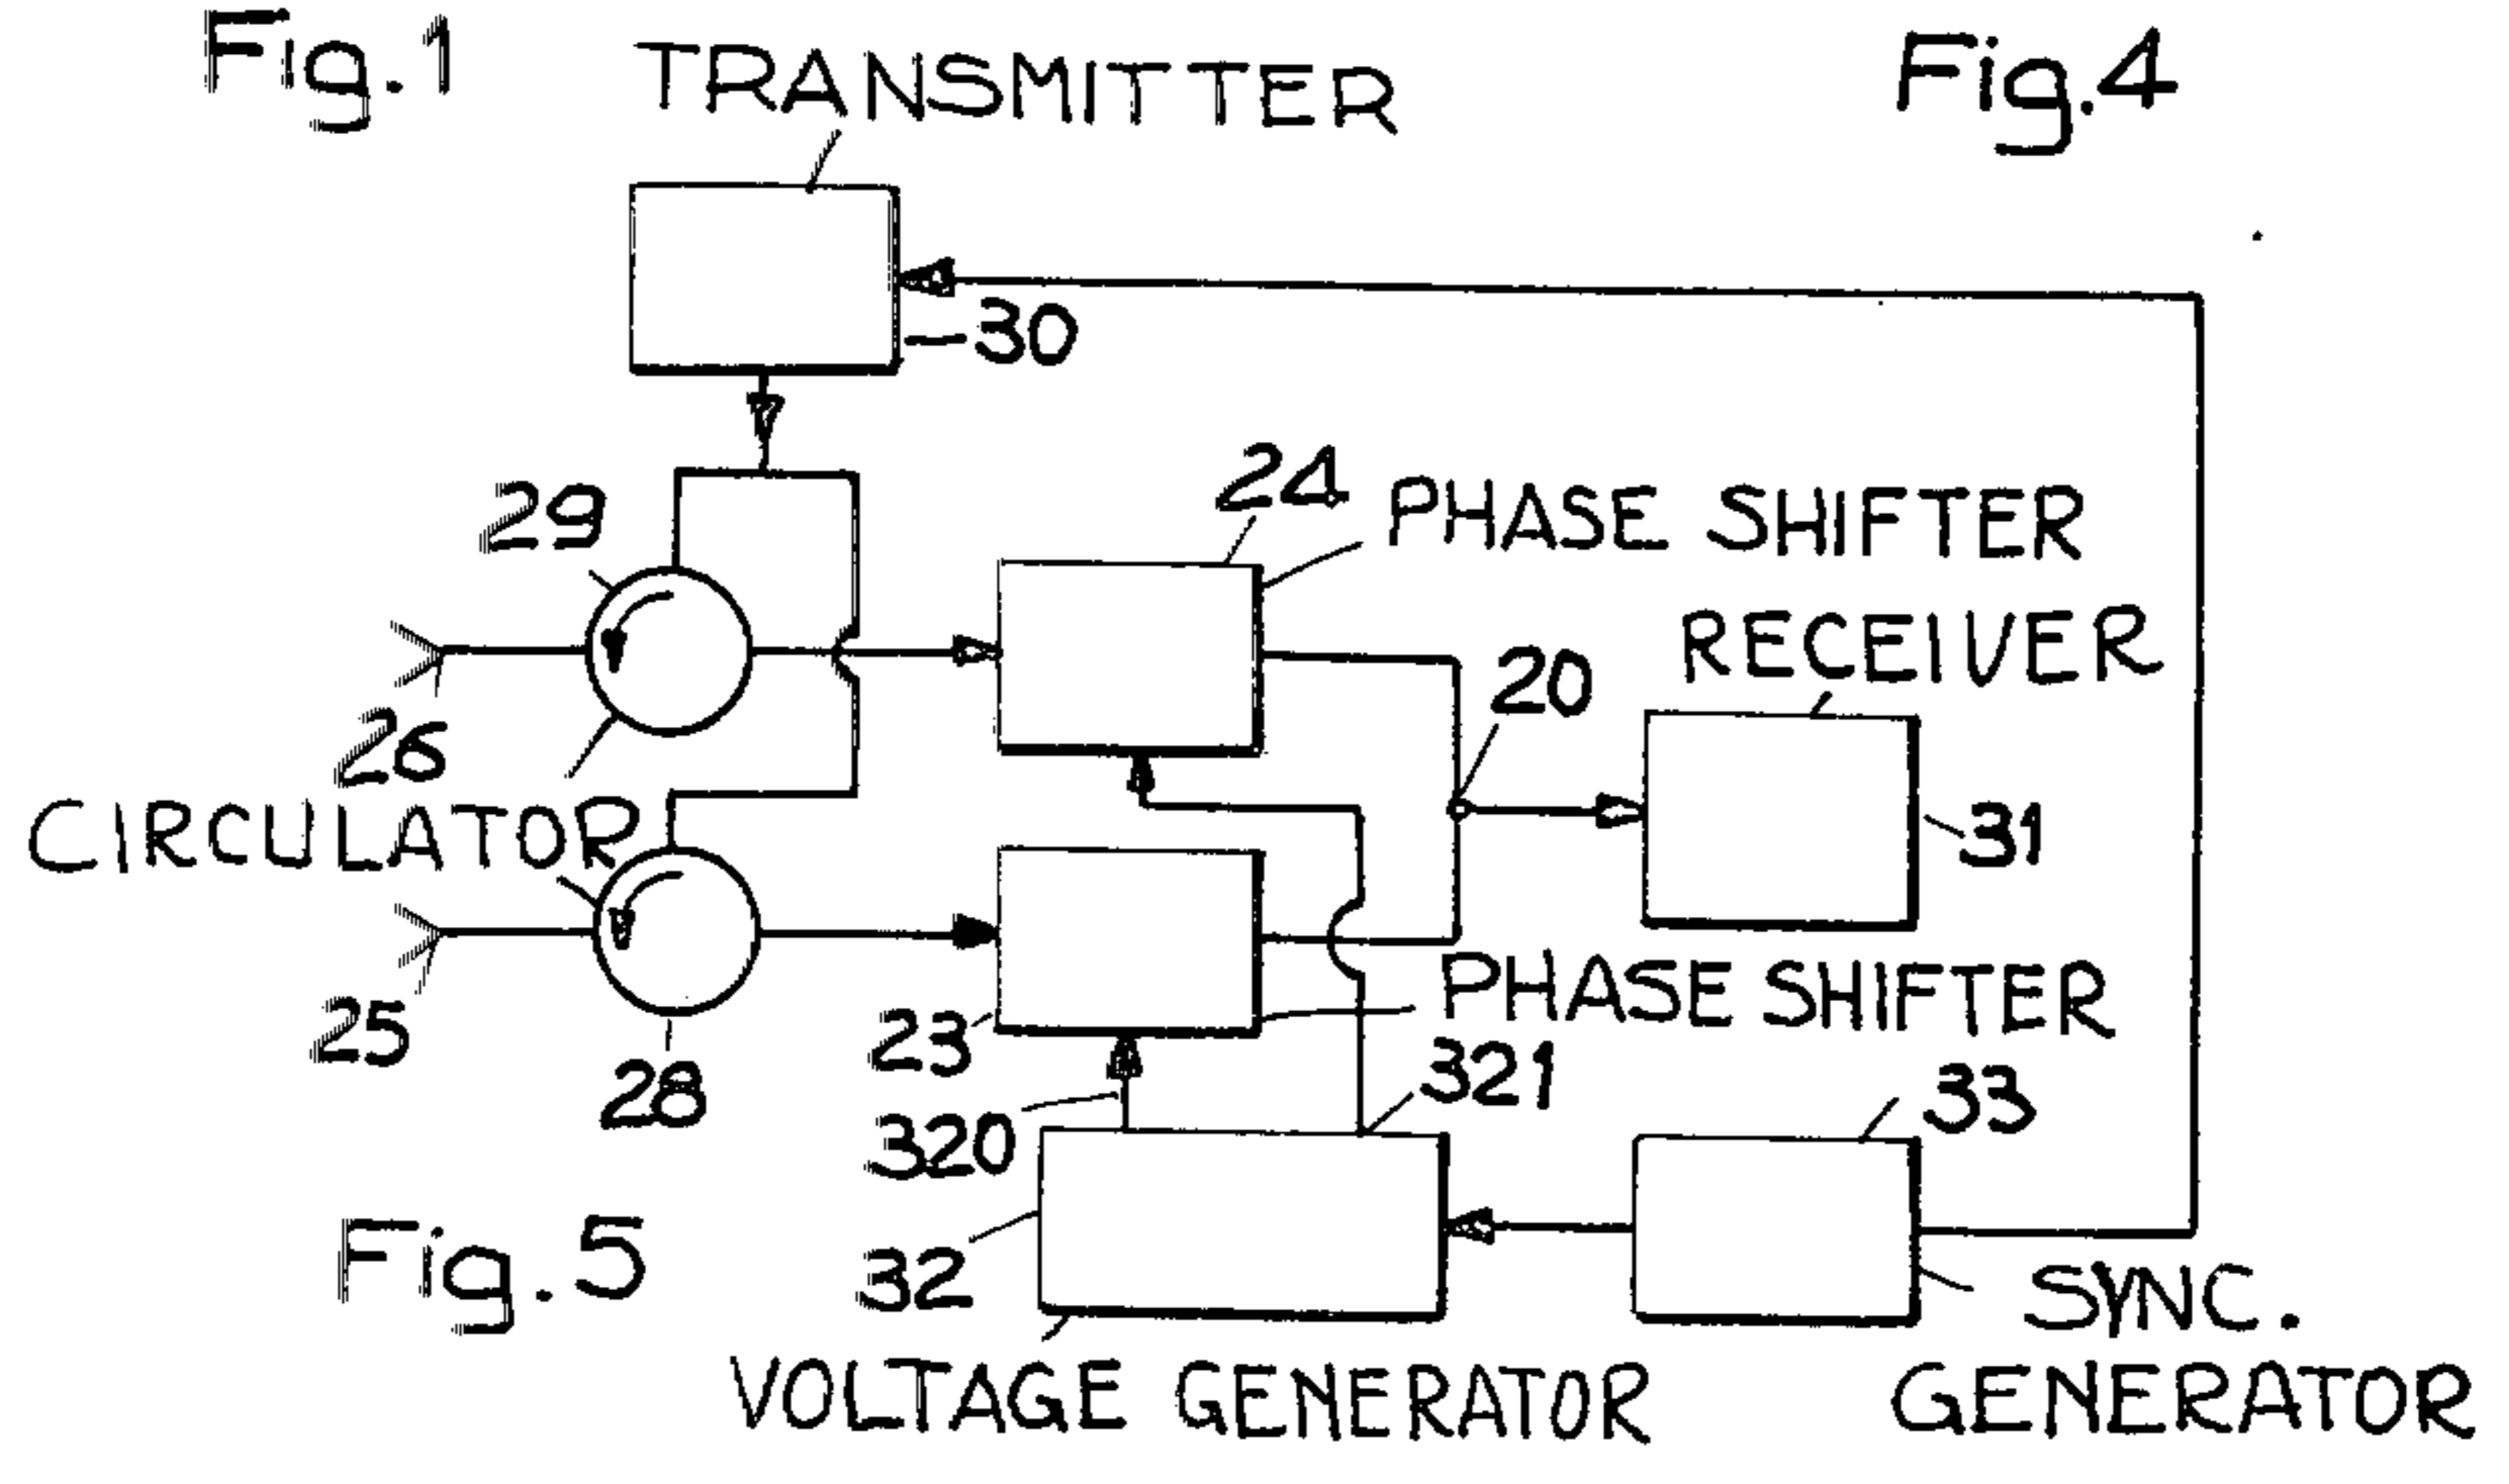 Fig.1
TRANSMITTER
Fig.4
30
29
24
PHASE SHIFTER
RECEIVER
20
26
CIRCULATOR
31
25
28
23
PHASE SHIFTER
320
321
33
Fig.5
32
SYNC.
VOLTAGE GENERATOR
GENERATOR